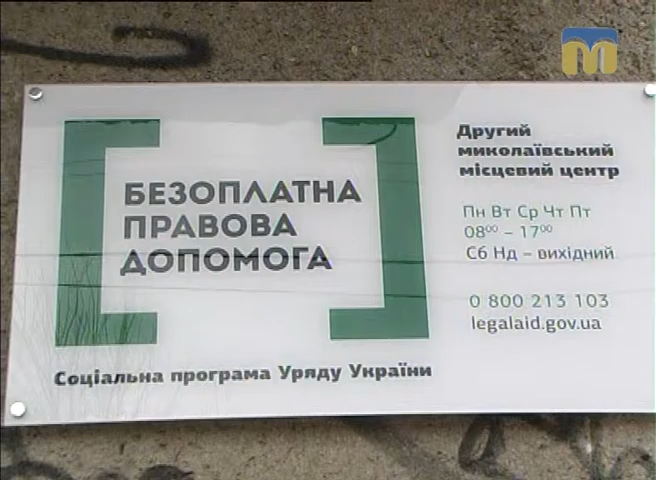 БЕЗОПЛАТНА
ПРАВОВА
ДОПОМОГА
Соціальна програма Уряду України
Другий
миколаївський
місцевий центр
Пн Вт Ср Чт Пт
08⁰⁰ – 17⁰⁰
Сб Нд – вихідний
0 800 213 103
legalaid.gov.ua